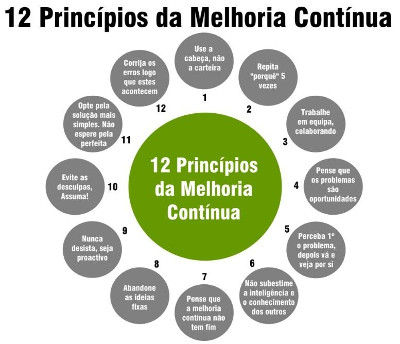 12 Princípios da Melhoria Contínua
Use a
cabeça, não
a carteira
1
Repita
"porquê" 5
vezes
2
Trabalhe
em equipa,
colaborando
3
Pense que
os problemas
são
oportunidades
4
Perceba 1º
o problema,
depois vá e
veja por si
5
Não subestime
a inteligência e o
conhecimento
dos outros
6
Pense que
a melhoria
contínua não
tem fim
7
Abandone
as ideias
fixas
8
Nunca
desista, seja
proactivo
9
Evite as
desculpas,
Assuma!
10
Opte pela
solução mais
simples. Não
espere pela
perfeita
11
Corrija os
erros logo
que estes
acontecem
12
12 Princípios
da Melhoria
Contínua